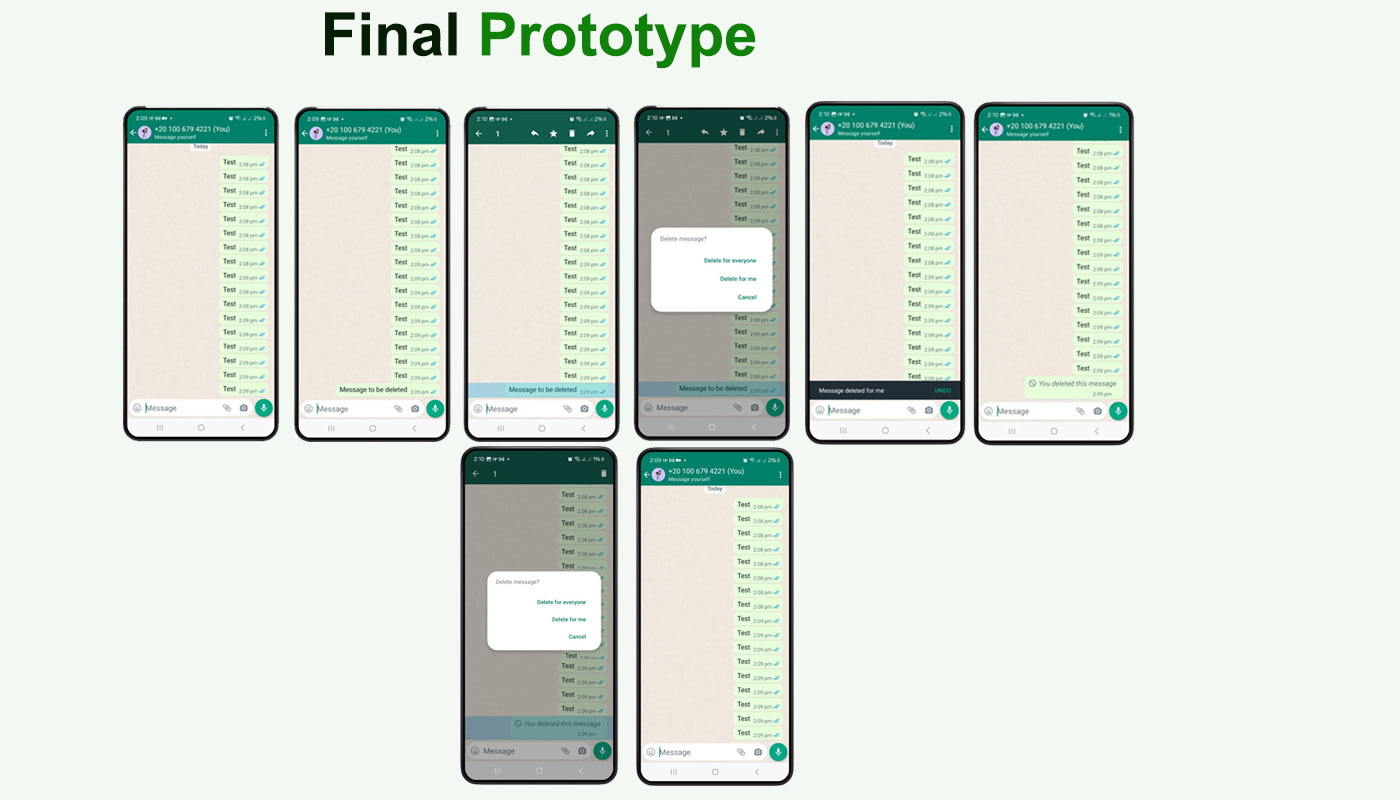 Final Prototype
2:09 2%
+20 100 679 4221 (You)
Message yourself
Today
Test 2:08 pm
Test 2:08 pm
Test 2:08 pm
Test 2:08 pm
Test 2:08 pm
Test 2:08 pm
Test 2:08 pm
Test 2:08 pm
Test 2:09 pm
Test 2:09 pm
Test 2:09 pm
Test 2:09 pm
Test 2:09 pm
Test 2:09 pm
Test 2:09 pm
Test 2:09 pm
Test 2:09 pm
Message
2:09 2%
+20 100 679 4221 (You)
Message yourself
Test 2:08 pm
Test 2:08 pm
Test 2:08 pm
Test 2:08 pm
Test 2:08 pm
Test 2:08 pm
Test 2:08 pm
Test 2:08 pm
Test 2:08 pm
Test 2:09 pm
Test 2:09 pm
Test 2:09 pm
Test 2:09 pm
Test 2:09 pm
Test 2:09 pm
Test 2:09 pm
Test 2:09 pm
Message to be deleted 2:09 pm
Message
2:10 2%
1
Test 2:08 pm
Test 2:08 pm
Test 2:08 pm
Test 2:08 pm
Test 2:08 pm
Test 2:08 pm
Test 2:08 pm
Test 2:08 pm
Test 2:08 pm
Test 2:09 pm
Test 2:09 pm
Test 2:09 pm
Test 2:09 pm
Test 2:09 pm
Test 2:09 pm
Test 2:09 pm
Test 2:09 pm
Message to be deleted 2:09 pm
Message
2:10 2%
1
Test 2:08 pm
Test 2:08 pm
Test 2:08 pm
Test 2:08 pm
Test 2:08 pm
Test 2:08 pm
Delete message?
Delete for everyone
Delete for me
Cancel
Test 2:09 pm
Test 2:09 pm
Test 2:09 pm
Test 2:09 pm
Test 2:09 pm
Message to be deleted 2:09 pm
Message
2:10 2%
+20 100 679 4221 (You)
Message yourself
Today
Test 2:08 pm
Test 2:08 pm
Test 2:08 pm
Test 2:08 pm
Test 2:08 pm
Test 2:08 pm
Test 2:08 pm
Test 2:08 pm
Test 2:09 pm
Test 2:09 pm
Test 2:09 pm
Test 2:09 pm
Test 2:09 pm
Test 2:09 pm
Test 2:09 pm
Test
Message deleted for me UNDO
Message
2:10 1%
+20 100 679 4221 (You)
Message yourself
Test 2:08 pm
Test 2:08 pm
Test 2:08 pm
Test 2:08 pm
Test 2:08 pm
Test 2:08 pm
Test 2:08 pm
Test 2:08 pm
Test 2:09 pm
Test 2:09 pm
Test 2:09 pm
Test 2:09 pm
Test 2:09 pm
Test 2:09 pm
Test 2:09 pm
Test 2:09 pm
You deleted this message
2:09 pm
Message
2:10 1%
1
Test 2:08 pm
Test 2:08 pm
Test 2:08 pm
Test 2:08 pm
Test 2:08 pm
Test
Delete message?
Delete for everyone
Delete for me
Cancel
Test
Test 2:09 pm
Test 2:09 pm
Test 2:09 pm
Test 2:09 pm
You deleted this message
2:09 pm
Message
2:09 2%
+20 100 679 4221 (You)
Message yourself
Today
Test 2:08 pm
Test 2:08 pm
Test 2:08 pm
Test 2:08 pm
Test 2:08 pm
Test 2:08 pm
Test 2:08 pm
Test 2:08 pm
Test 2:09 pm
Test 2:09 pm
Test 2:09 pm
Test 2:09 pm
Test 2:09 pm
Test 2:09 pm
Test 2:09 pm
Test 2:09 pm
Test 2:09 pm
Message